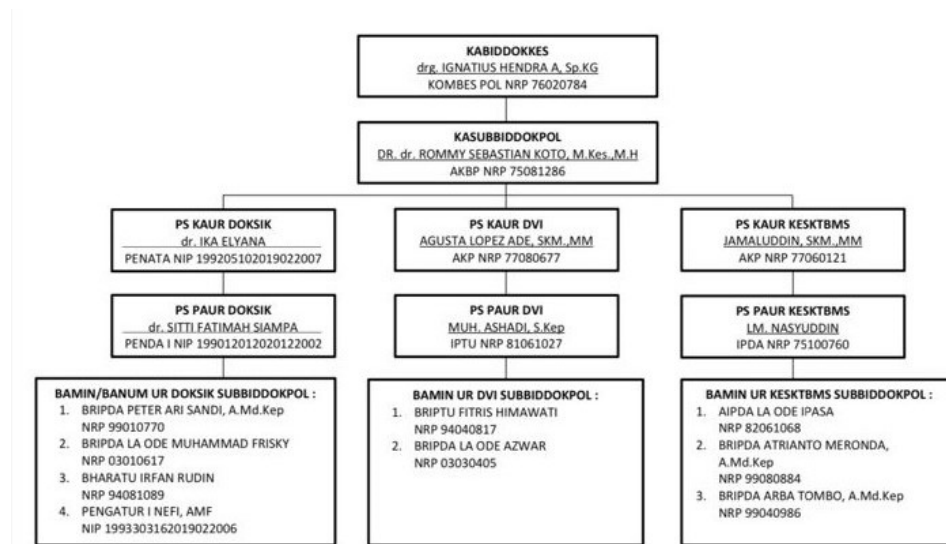 KABIDDOKKES
drg. IGNATIUS HENDRA A, Sp.KG
KOMBES POL NRP 76020784
KASUBBIDDOKPOL
DR. dr. ROMMY SEBASTIAN KOTO, M.Kes.,M.H
AKBP NRP 75081286
PS KAUR DOKSIK
dr. IKA ELYANA
PENATA NIP 199205102019022007
PS KAUR DVI
AGUSTA LOPEZ ADE, SKM.,MM
AKP NRP 77080677
PS KAUR KESKTBMS
JAMALUDDIN, SKM.,MM
AKP NRP 77060121
PS PAUR DOKSIK
dr. SITTI FATIMAH SIAMPA
PENDA I NIP 199012012020122002
PS PAUR DVI
MUH. ASHADI, S.Kep
IPTU NRP 81061027
PS PAUR KESKTBMS
LM. NASYUDDIN
IPDA NRP 75100760
BAMIN/BANUM UR DOKSIK SUBBIDDOKPOL :
1. BRIPDA PETER ARI SANDI, A.Md.Kep
NRP 99010770
2. BRIPDA LA ODE MUHAMMAD FRISKY
NRP 03010617
3. BHARATU IRFAN RUDIN
NRP 94081089
4. PENGATUR I NEFI, AMF
NIP 1993303162019022006
BAMIN UR DVI SUBBIDDOKPOL :
1. BRIPTU FITRIS HIMAWATI
NRP 94040817
2. BRIPDA LA ODE AZWAR
NRP 03030405
BAMIN UR KESKTBMS SUBBIDDOKPOL :
1. AIPDA LA ODE IPASA
NRP 82061068
2. BRIPDA ATRIANTO MERONDA,
A.Md.Kep
NRP 99080884
3. BRIPDA ARBA TOMBO, A.Md.Kep
NRP 99040986